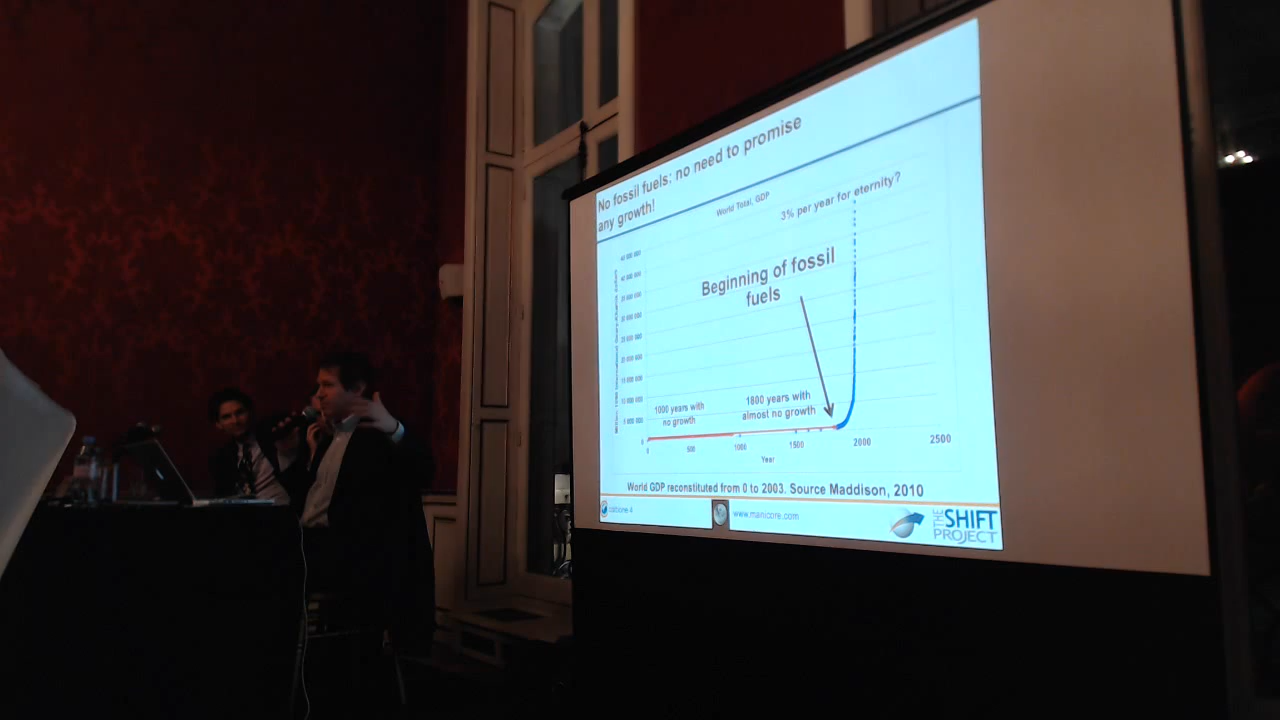 No fossil fuels: no need to promise
any growth!
World Total, GDP
3% per year for eternity?
Beginning of fossil
fuels
1000 years with
no growth
1800 years with
almost no growth
0
0
500
1000
1500
2000
2500
Year
World GDP reconstituted from 0 to 2003. Source Maddison, 2010
www.manicore.com
THE SHIFT
PROJECT